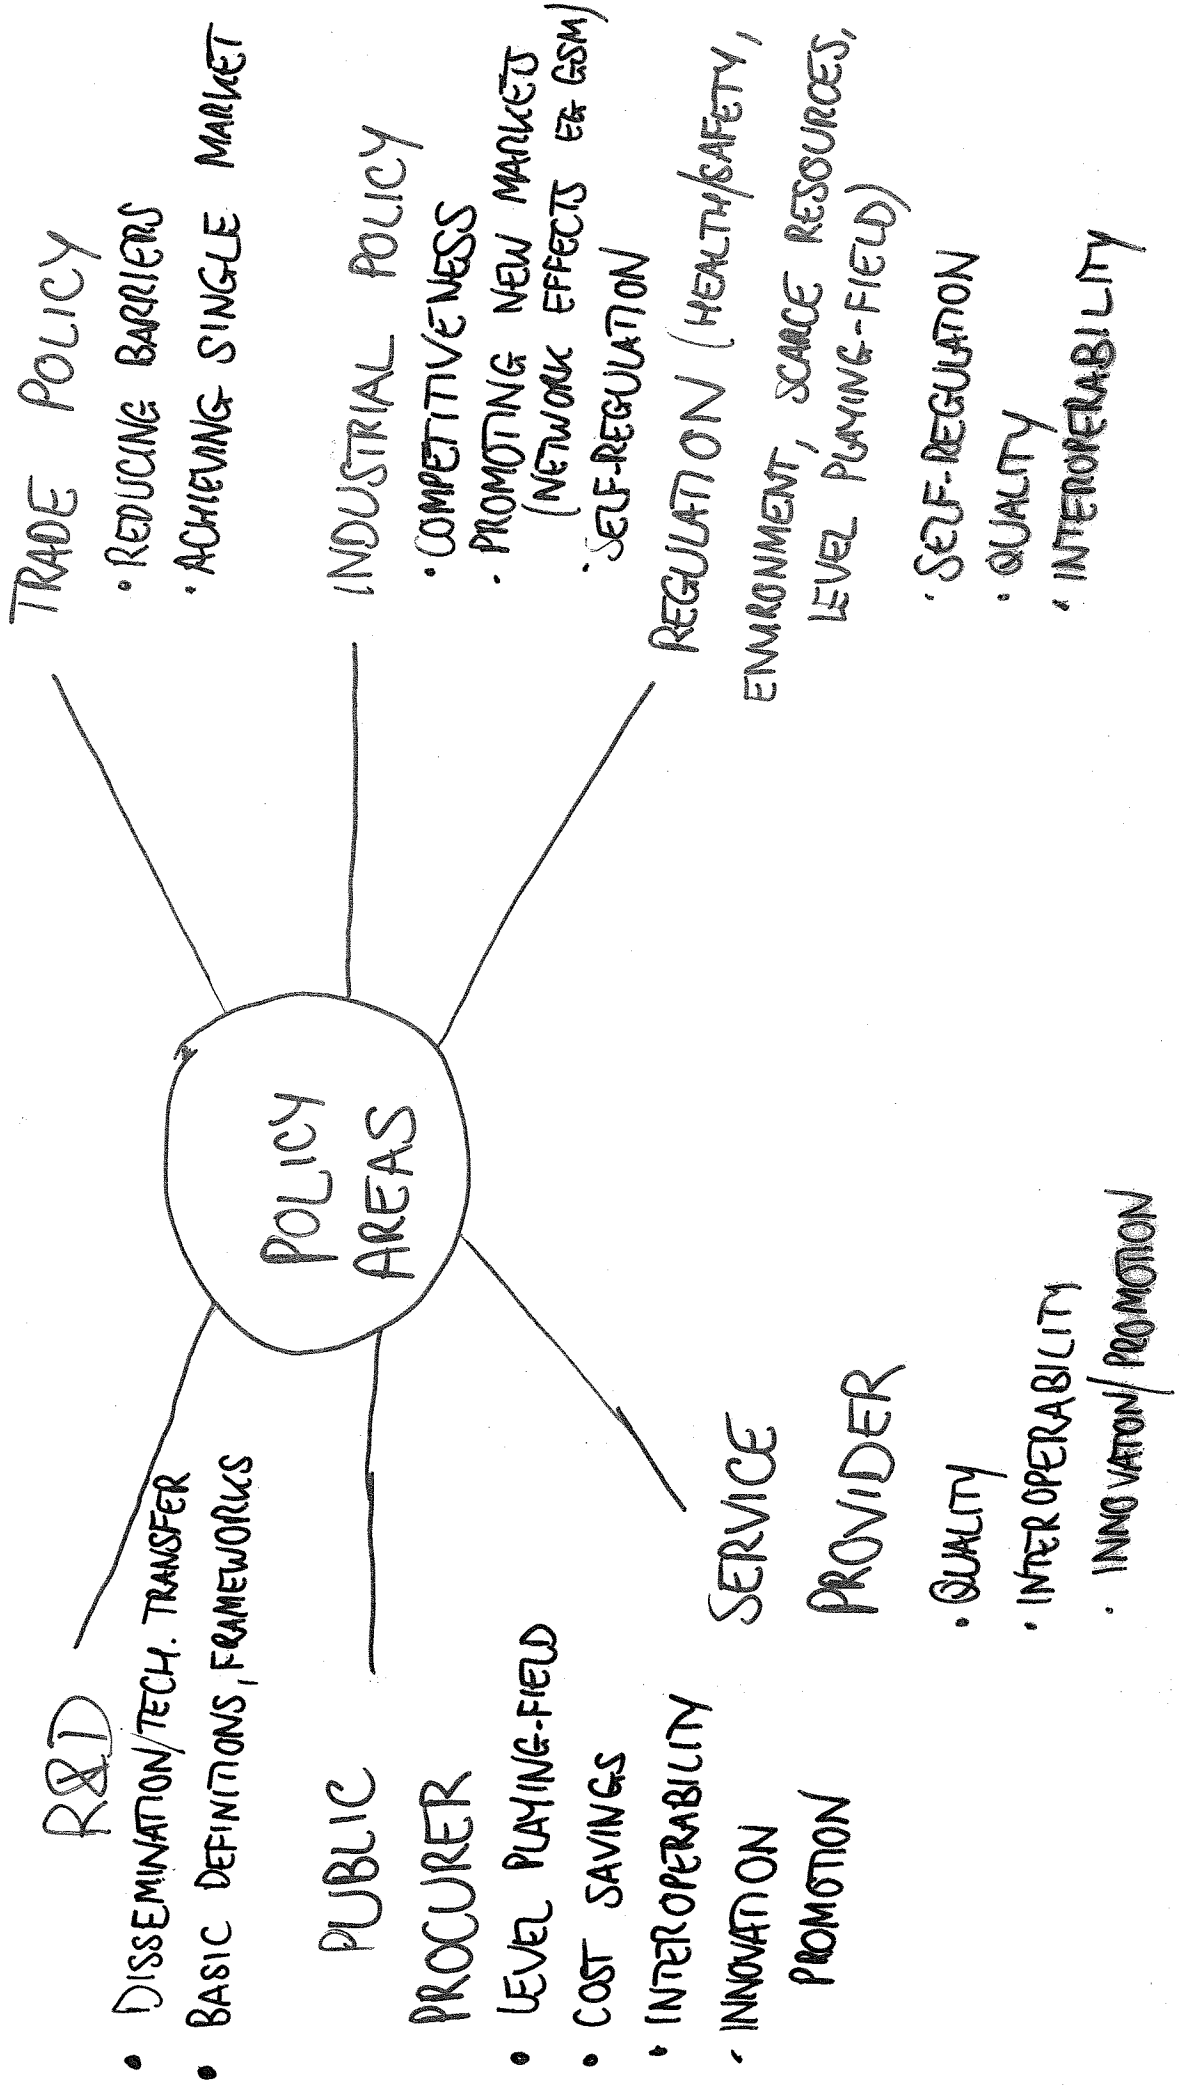 POLICY
AREAS
R&D
• DISSEMINATION/TECH. TRANSFER
• BASIC DEFINITIONS, FRAMEWORKS
PUBLIC
PROCURER
• LEVEL PLAYING-FIELD
• COST SAVINGS
• INTEROPERABILITY
• INNOVATION
PROMOTION
SERVICE
PROVIDER
• QUALITY
• INTEROPERABILITY
• INNOVATON/PROMOTION
TRADE POLICY
• REDUCING BARRIERS
• ACHIEVING SINGLE MARKET
INDUSTRIAL POLICY
• COMPETITIVENESS
• PROMOTING NEW MARKETS
(NETWORK EFFECTS EG GSM)
• SELF-REGULATION
REGULATION (HEALTH/SAFETY,
ENVIRONMENT, SCARCE RESOURCES,
LEVEL PLAYING-FIELD)
• SELF-REGULATION
• QUALITY
• INTEROPERABILITY